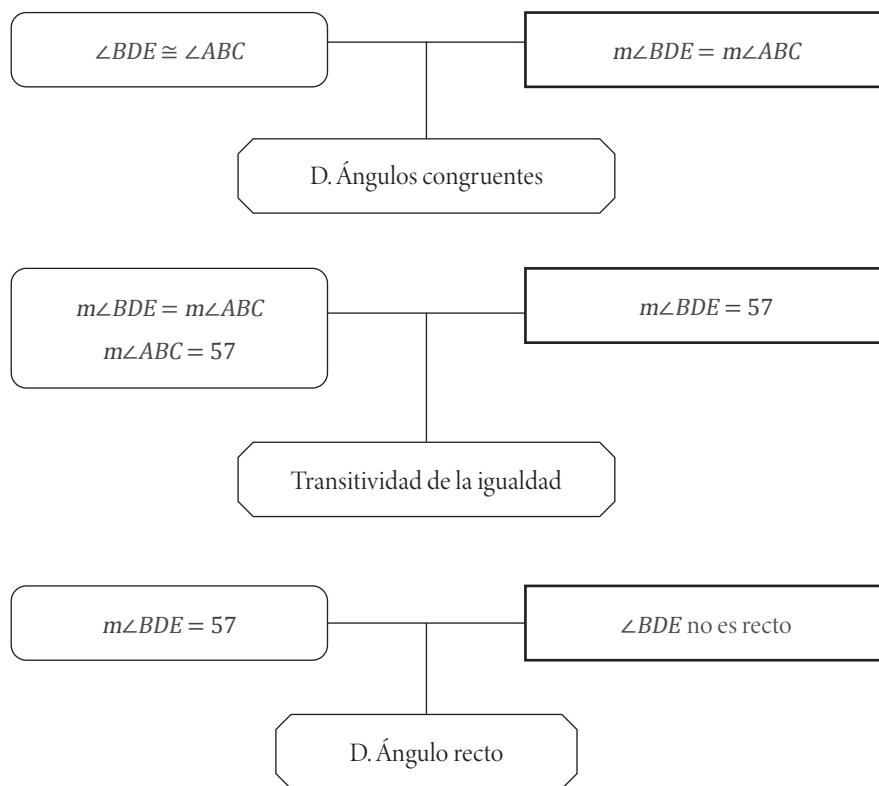 ∠BDE ≅ ∠ABC
m∠BDE = m∠ABC
D. Ángulos congruentes
m∠BDE = m∠ABC
m∠ABC = 57
m∠BDE = 57
Transitividad de la igualdad
m∠BDE = 57
∠BDE no es recto
D. Ángulo recto